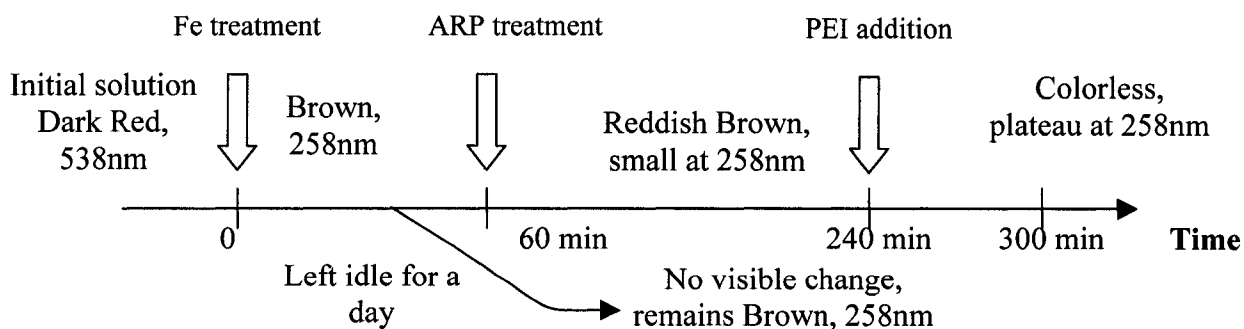 Fe treatment
ARP treatment
PEI addition
Initial solution
Dark Red,
538nm
Brown,
258nm
Reddish Brown,
small at 258nm
Colorless,
plateau at 258nm
0
60 min
240 min
300 min
Time
Left idle for a
day
No visible change,
remains Brown, 258nm